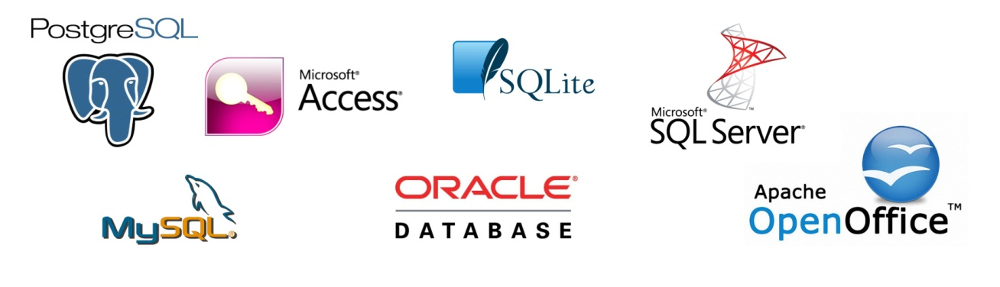 PostgreSQL
Microsoft®
Access®
SQLite
Microsoft®
SQL Server®
MySQL®
ORACLE®
DATABASE
Apache
OpenOffice™